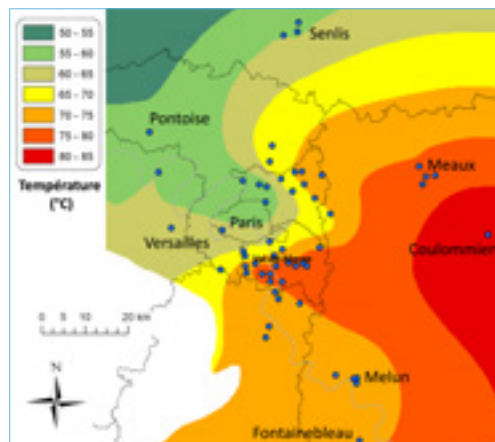 50 – 55
55 – 60
60 – 65
65 – 70
70 – 75
75 – 80
80 – 85
Température
(°C)
Senlis
Pontoise
Meaux
Paris
Versailles
Coulommier
0 5 10 20 km
N
Melun
Fontainebleau